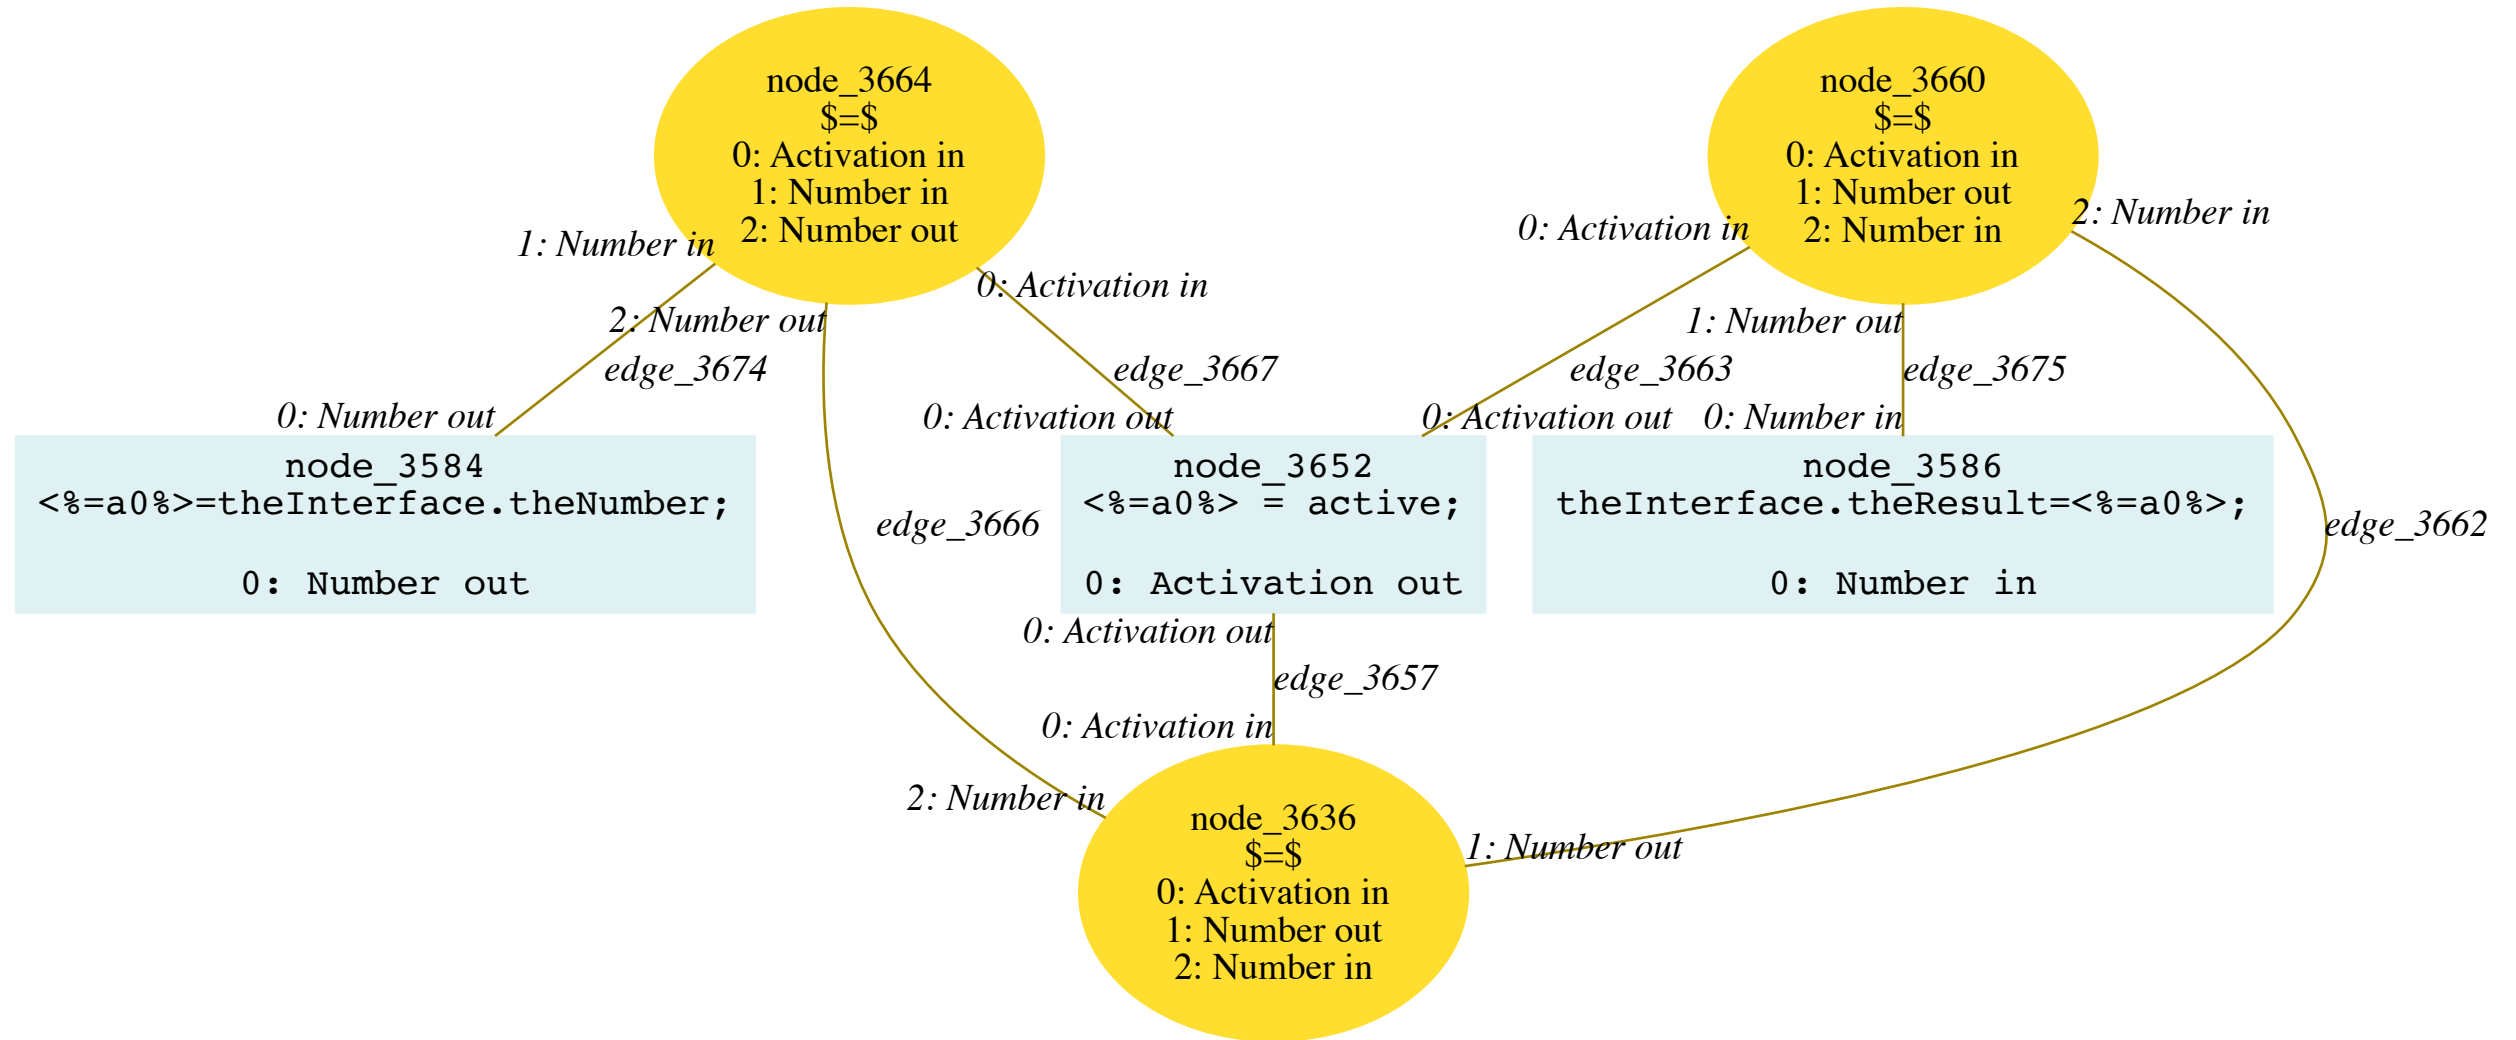 node_3664
$=$
0: Activation in
1: Number in
2: Number out
node_3660
$=$
0: Activation in
1: Number out
2: Number in
1: Number in
2: Number out
0: Activation in
0: Activation in
1: Number out
2: Number in
edge_3674
edge_3667
edge_3663
edge_3675
0: Number out
0: Activation out
0: Activation out
0: Number in
node_3584
<%=a0%>=theInterface.theNumber;
0: Number out
edge_3666
node_3652
<%=a0%> = active;
0: Activation out
node_3586
theInterface.theResult=<%=a0%>;
0: Number in
edge_3662
0: Activation out
edge_3657
0: Activation in
2: Number in
1: Number out
node_3636
$=$
0: Activation in
1: Number out
2: Number in